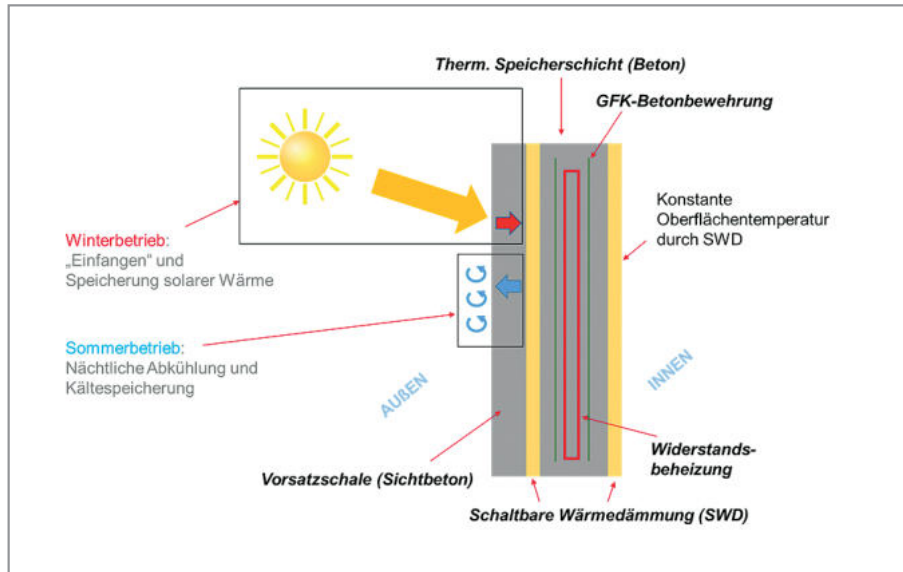 Therm. Speicherschicht (Beton)
GFK-Betonbewehrung
Konstante
Oberflächentemperatur
durch SWD
Winterbetrieb:
„Einfangen“ und
Speicherung solarer Wärme
Sommerbetrieb:
Nächtliche Abkühlung und
Kältespeicherung
AUßEN
INNEN
Widerstands-
beheizung
Vorsatzschale (Sichtbeton)
Schaltbare Wärmedämmung (SWD)